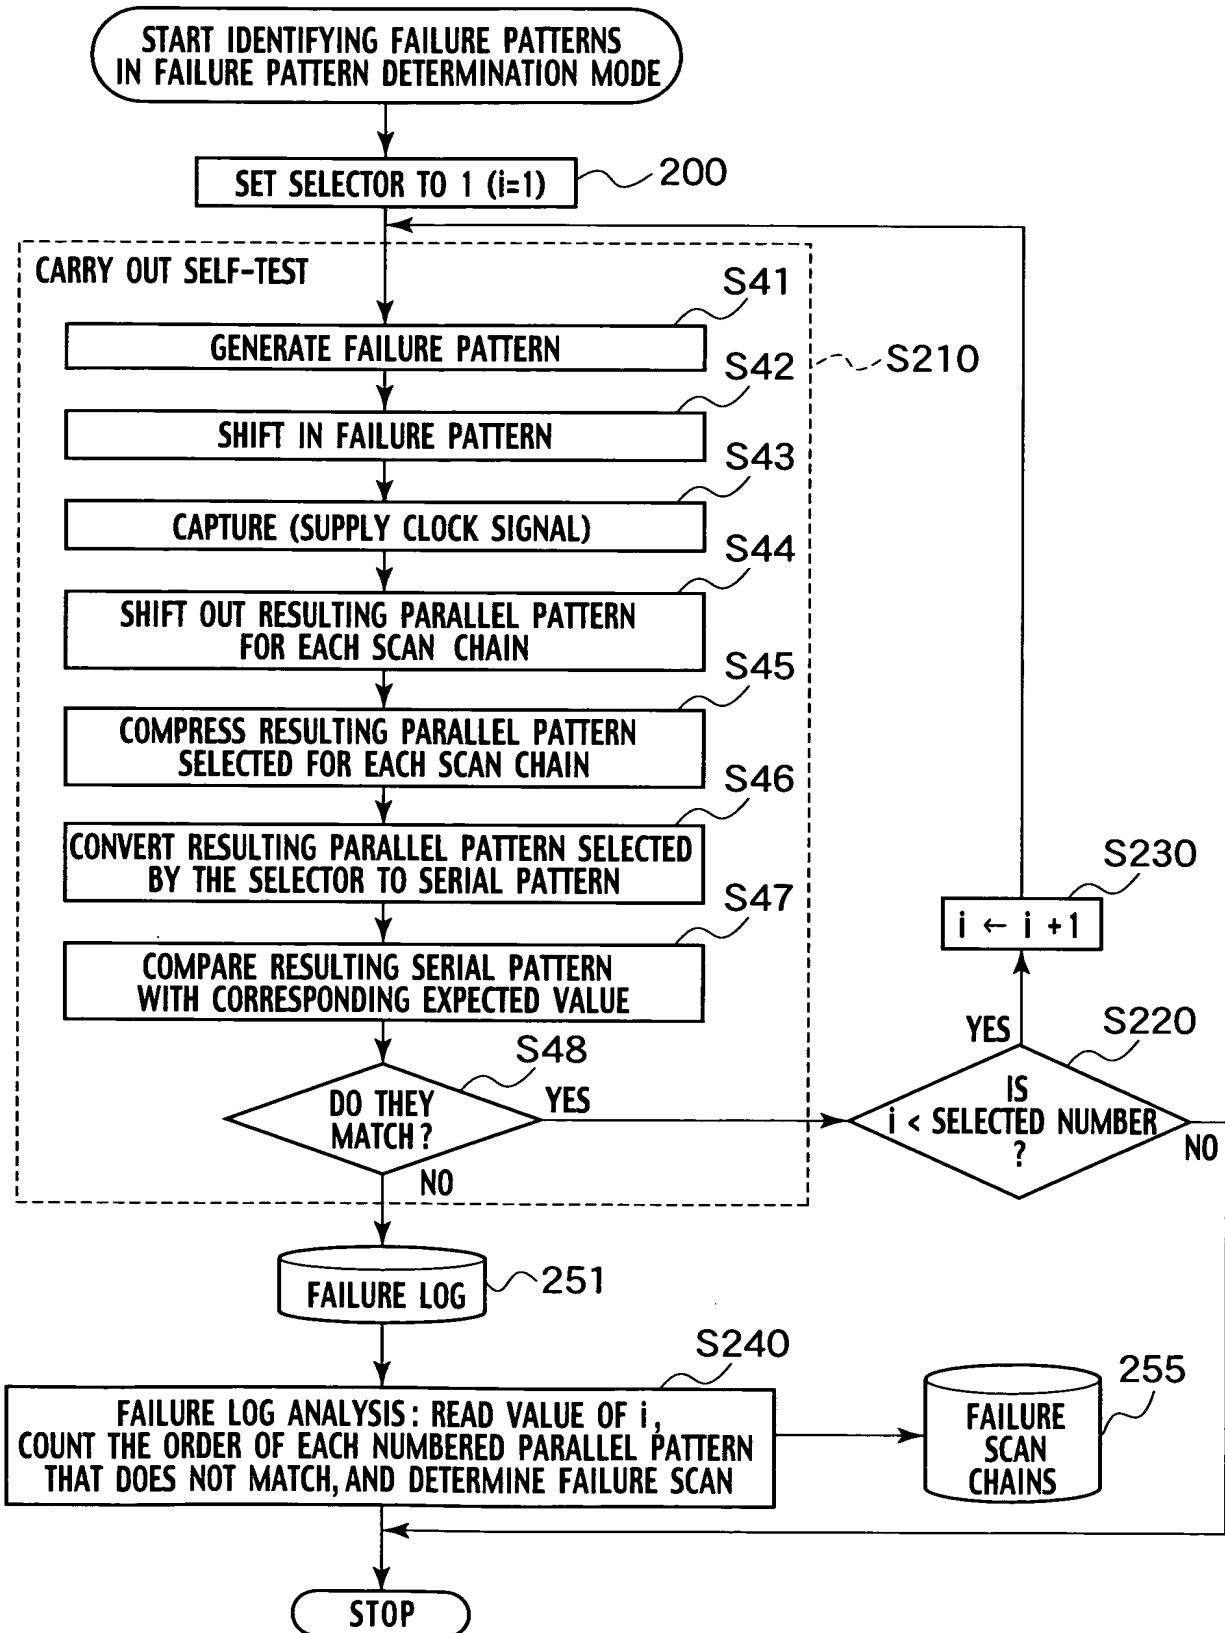 START IDENTIFYING FAILURE PATTERNS
IN FAILURE PATTERN DETERMINATION MODE
SET SELECTOR TO 1 (i=1)
200
CARRY OUT SELF-TEST
S41
GENERATE FAILURE PATTERN
S210
S42
SHIFT IN FAILURE PATTERN
S43
CAPTURE (SUPPLY CLOCK SIGNAL)
S44
SHIFT OUT RESULTING PARALLEL PATTERN
FOR EACH SCAN CHAIN
S45
COMPRESS RESULTING PARALLEL PATTERN
SELECTED FOR EACH SCAN CHAIN
S46
CONVERT RESULTING PARALLEL PATTERN SELECTED
BY THE SELECTOR TO SERIAL PATTERN
S47
COMPARE RESULTING SERIAL PATTERN
WITH CORRESPONDING EXPECTED VALUE
S48
DO THEY
MATCH?
YES
NO
S230
i ← i +1
YES
S220
IS
i < SELECTED NUMBER
?
NO
FAILURE LOG
251
S240
FAILURE LOG ANALYSIS: READ VALUE OF i,
COUNT THE ORDER OF EACH NUMBERED PARALLEL PATTERN
THAT DOES NOT MATCH, AND DETERMINE FAILURE SCAN
255
FAILURE
SCAN
CHAINS
STOP